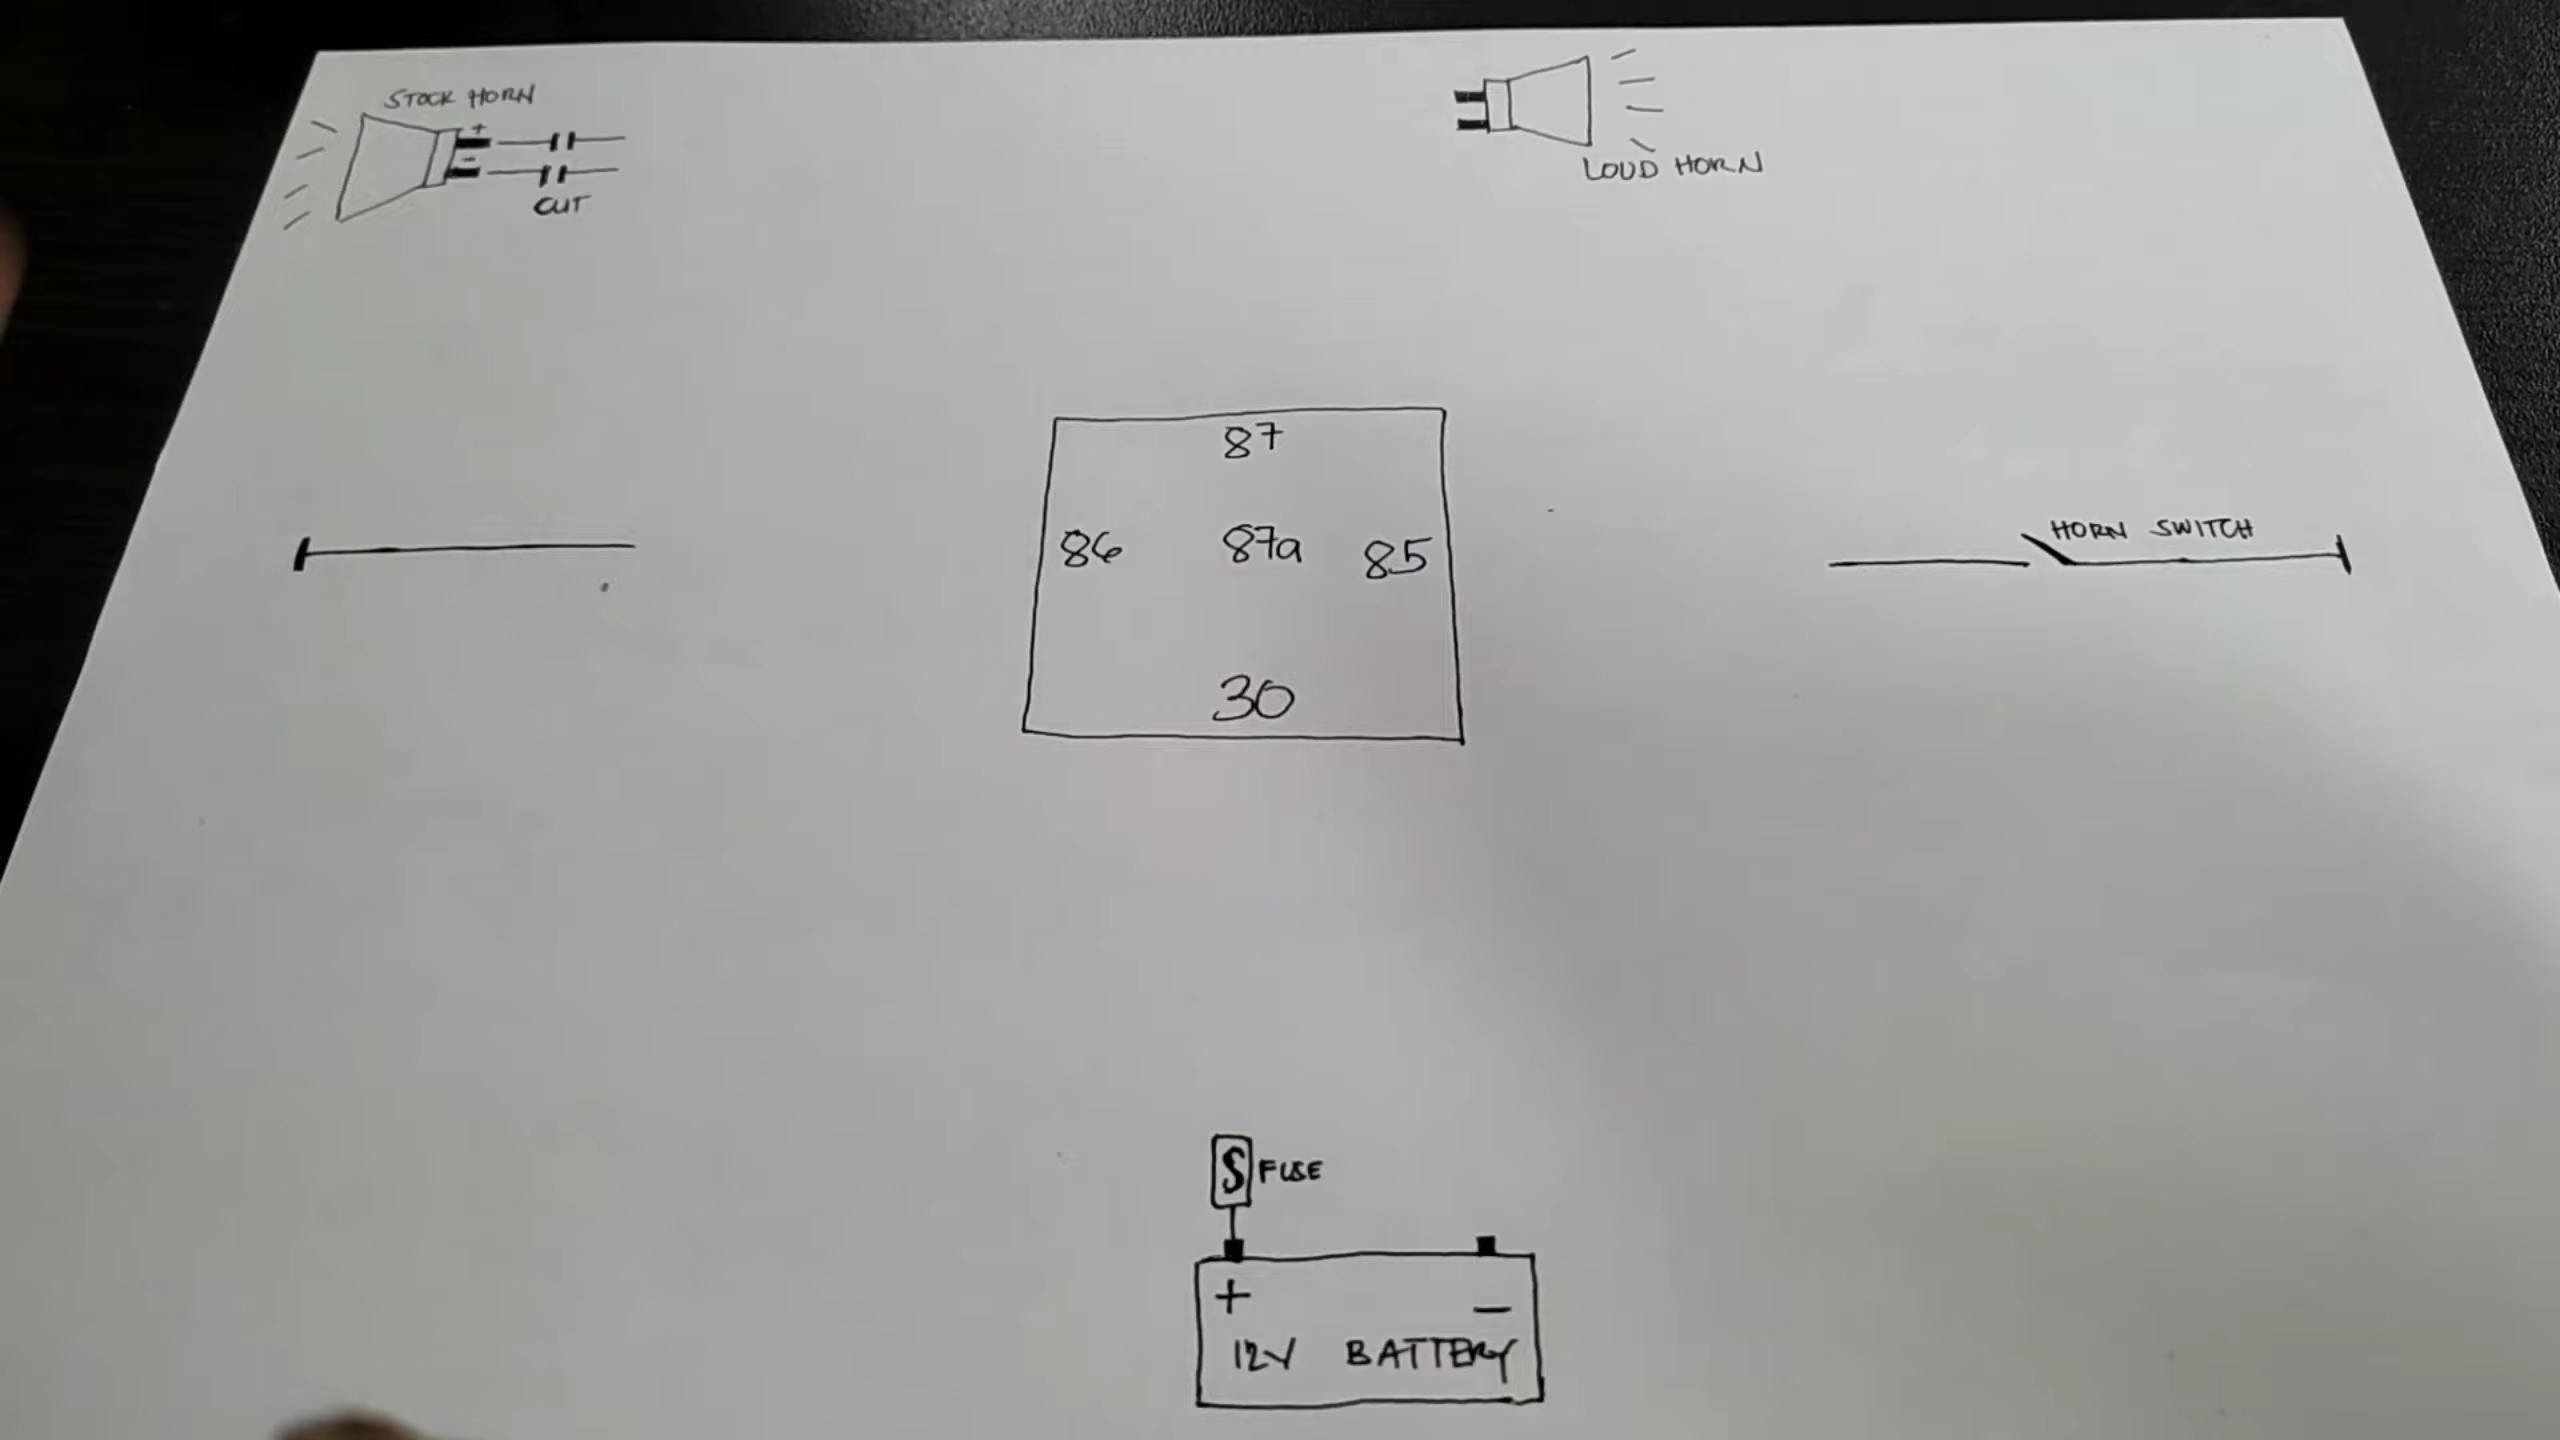 STOCK HORN
+
-
CUT
LOUD HORN
87
86 87a 85
HORN SWITCH
30
S FUSE
+ -
12V BATTERY